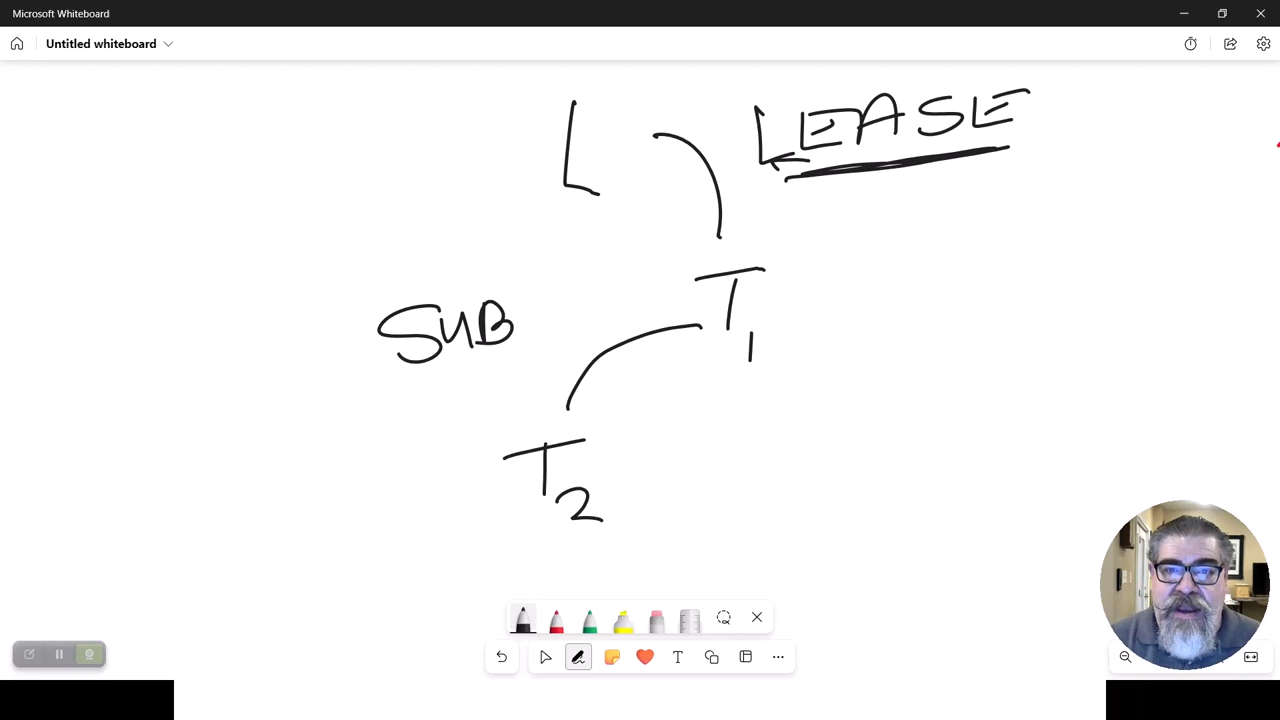 Microsoft Whiteboard
Untitled whiteboard
L
LEASE
T1
SUB
T2
T